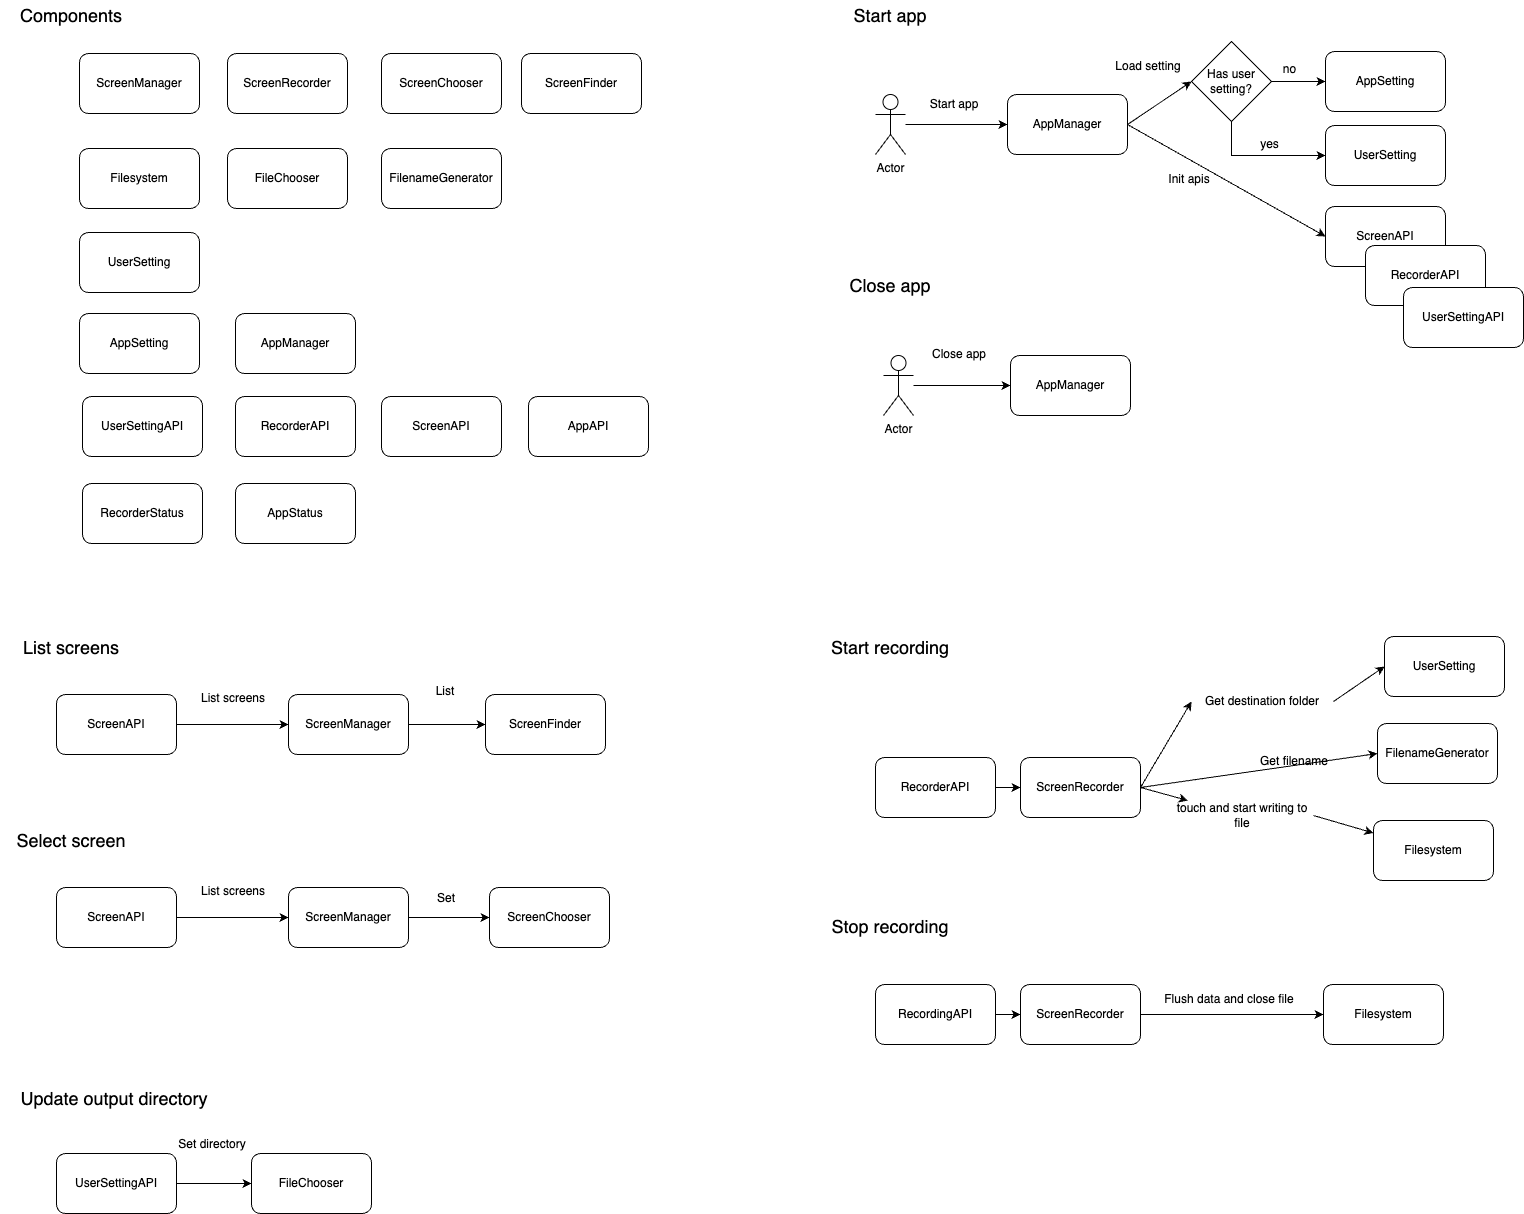 Components
ScreenManager
ScreenRecorder
ScreenChooser
ScreenFinder
Filesystem
FileChooser
FilenameGenerator
UserSetting
AppSetting
AppManager
UserSettingAPI
RecorderAPI
ScreenAPI
AppAPI
RecorderStatus
AppStatus
Start app
Actor
Start app
AppManager
Load setting
Has user
setting?
no
AppSetting
yes
UserSetting
Init apis
ScreenAPI
RecorderAPI
UserSettingAPI
Close app
Actor
Close app
AppManager
List screens
ScreenAPI
List screens
ScreenManager
List
ScreenFinder
Select screen
ScreenAPI
List screens
ScreenManager
Set
ScreenChooser
Update output directory
UserSettingAPI
Set directory
FileChooser
Start recording
RecorderAPI
ScreenRecorder
Get destination folder
UserSetting
Get filename
FilenameGenerator
touch and start writing to
file
Filesystem
Stop recording
RecordingAPI
ScreenRecorder
Flush data and close file
Filesystem